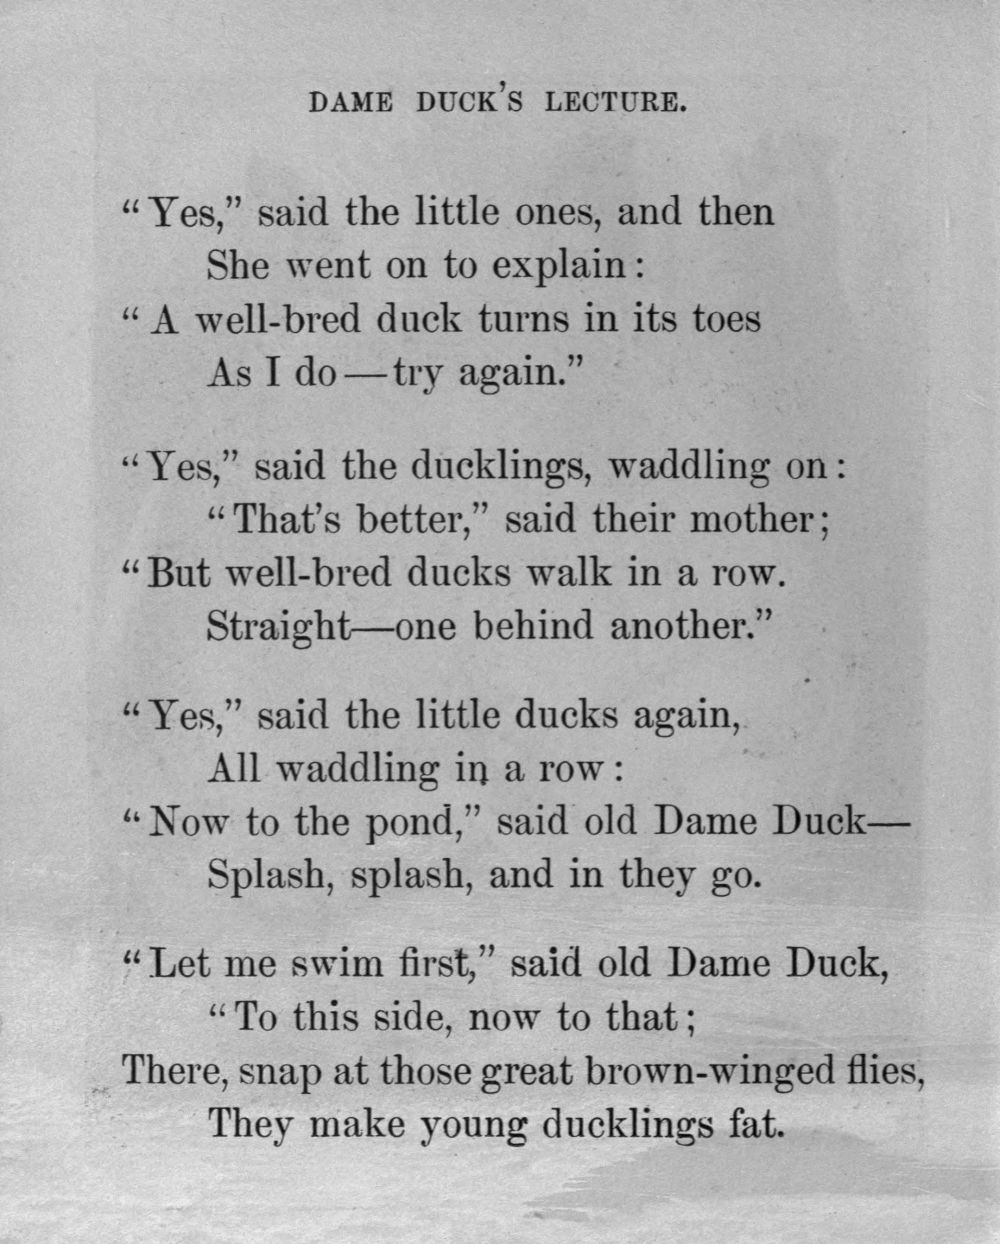 DAME DUCK'S LECTURE.
“Yes,” said the little ones, and then
She went on to explain:
“A well-bred duck turns in its toes
As I do—try again.”
“Yes,” said the ducklings, waddling on:
“That's better,” said their mother;
“But well-bred ducks walk in a row.
Straight—one behind another.”
“Yes,” said the little ducks again,
All waddling in a row:
“Now to the pond,” said old Dame Duck—
Splash, splash, and in they go.
“Let me swim first,” said old Dame Duck,
“To this side, now to that;
There, snap at those great brown-winged flies,
They make young ducklings fat.